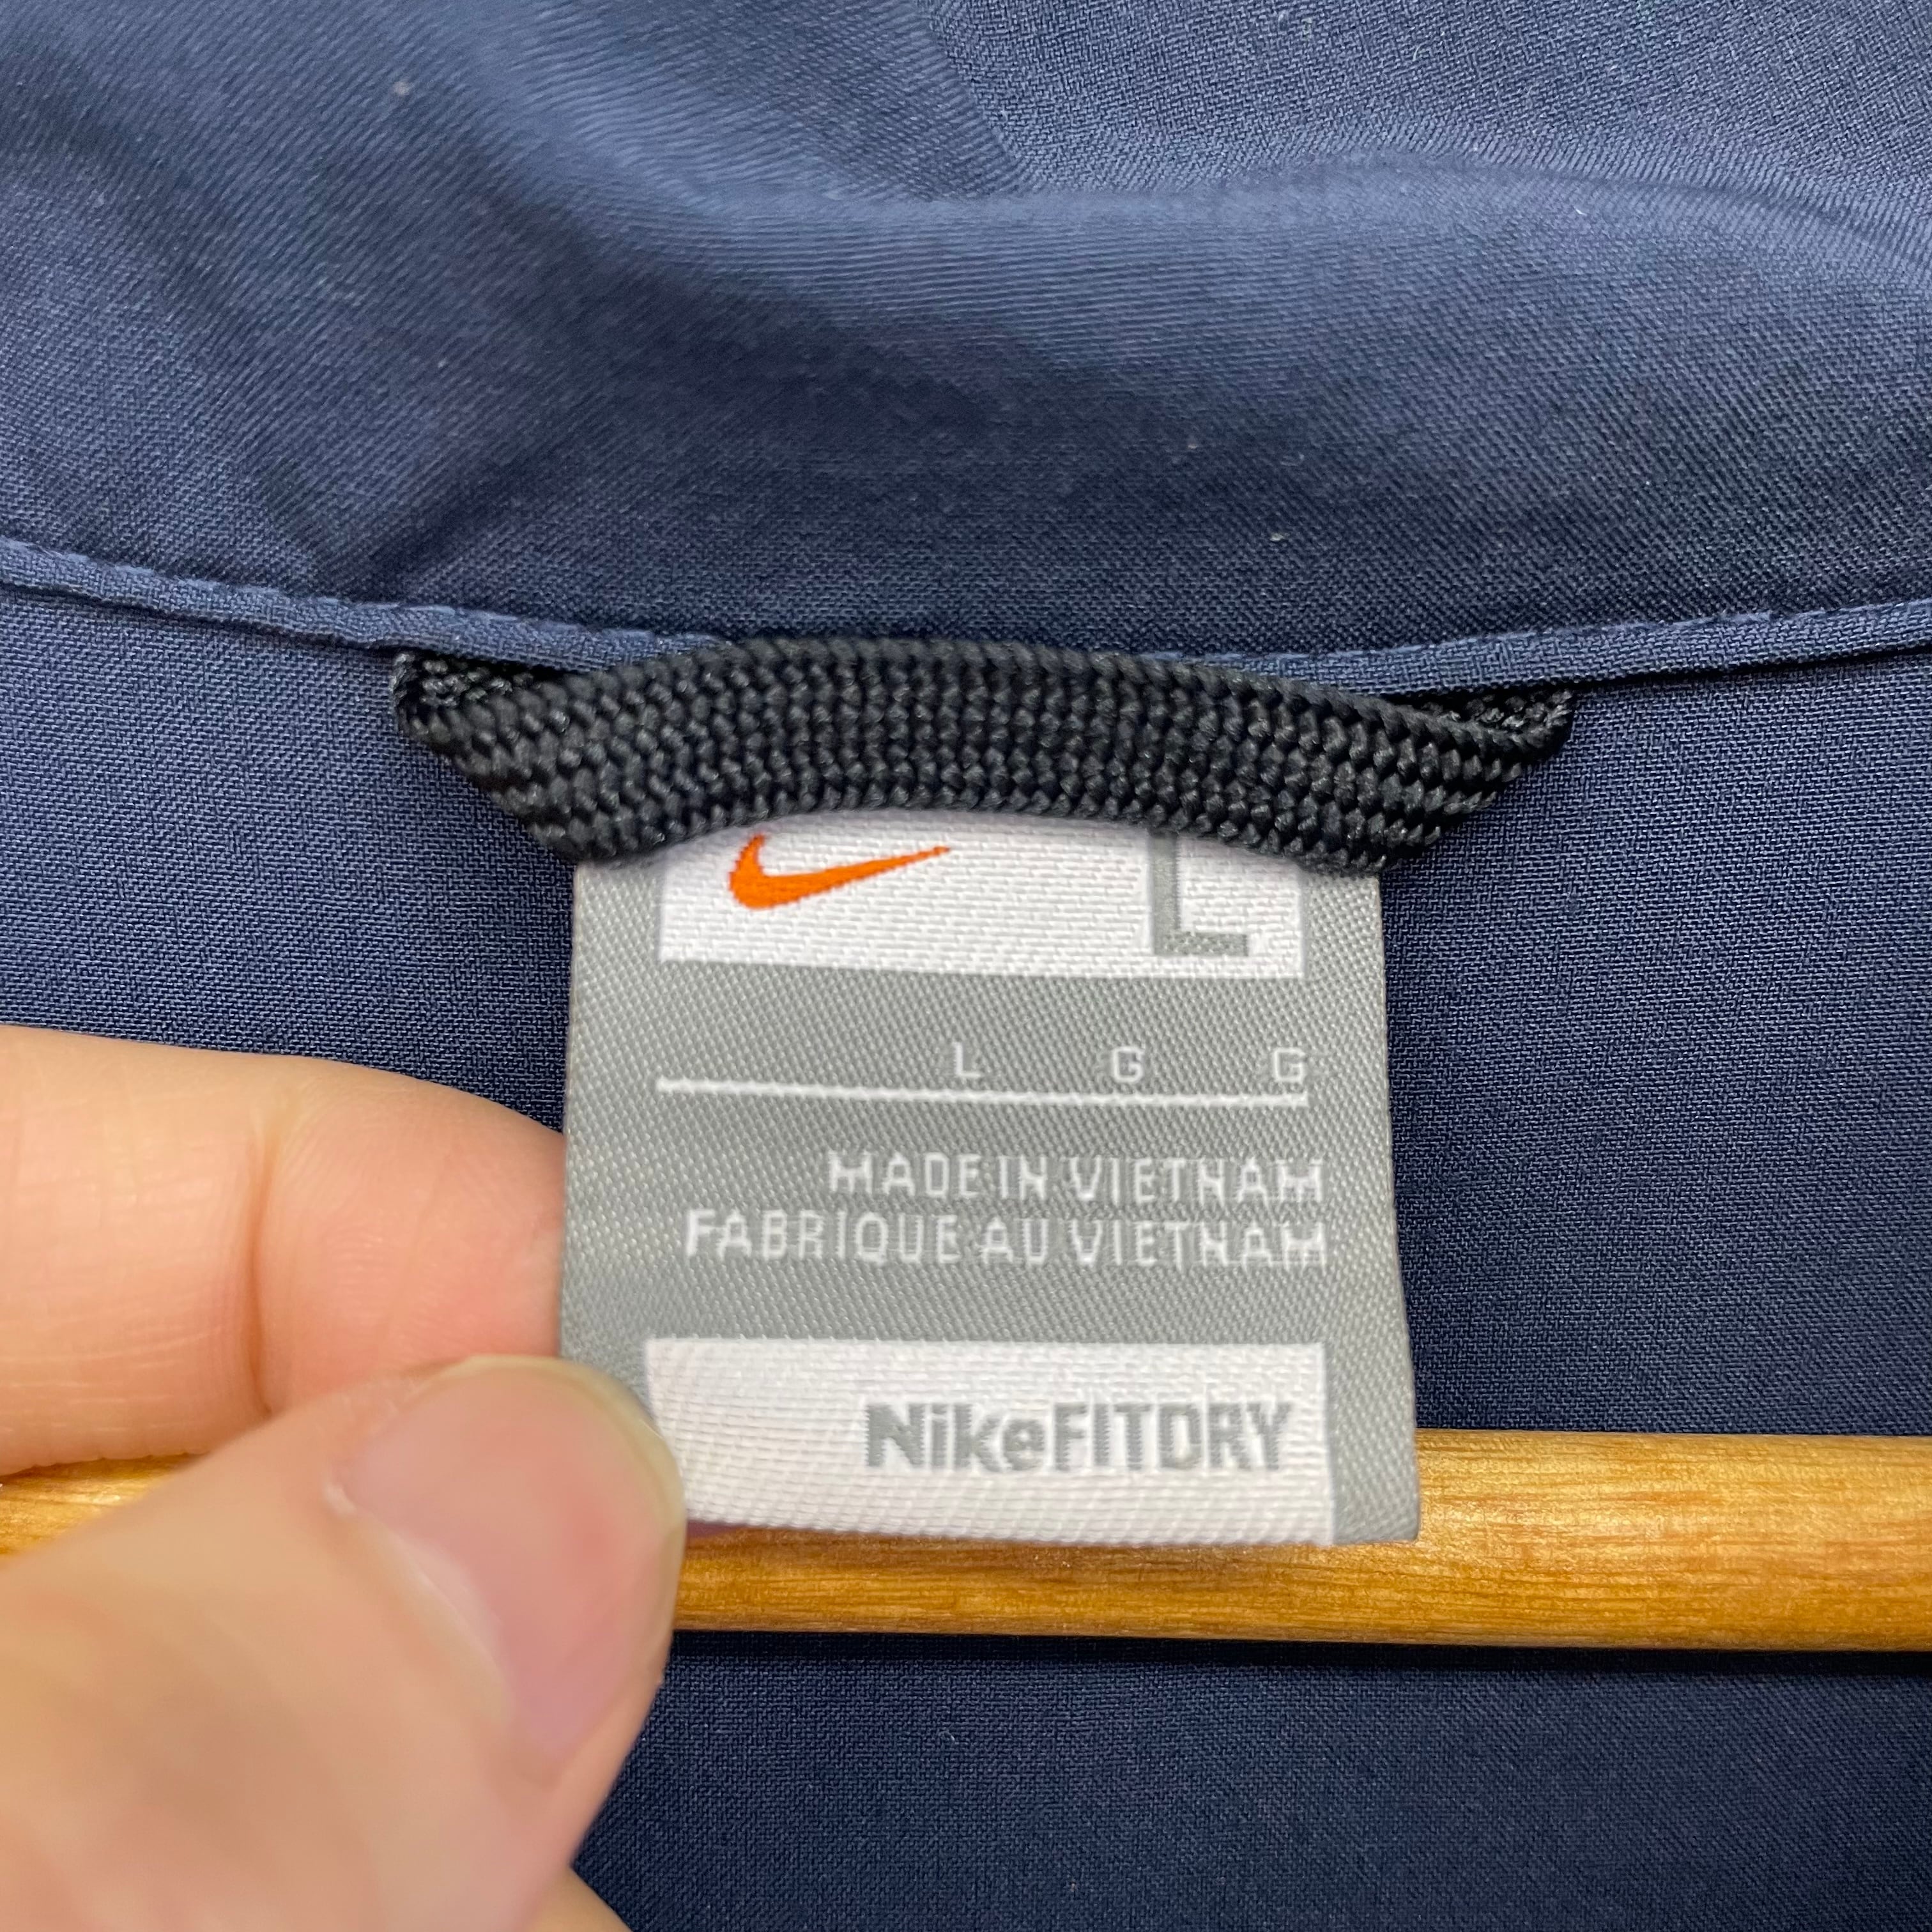 L
L G G
MADE IN VIETNAM
FABRIQUE AU VIETNAM
NikeFITDRY